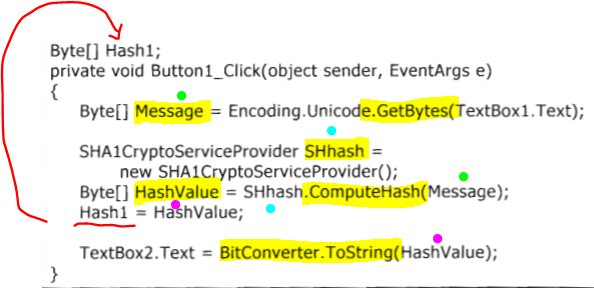 Byte[] Hash1;
private void Button1_Click(object sender, EventArgs e)
{
Byte[] Message = Encoding.Unicode.GetBytes(TextBox1.Text);
SHA1CryptoServiceProvider SHhash =
new SHA1CryptoServiceProvider();
Byte[] HashValue = SHhash.ComputeHash(Message);
Hash1 = HashValue;
TextBox2.Text = BitConverter.ToString(HashValue);
}